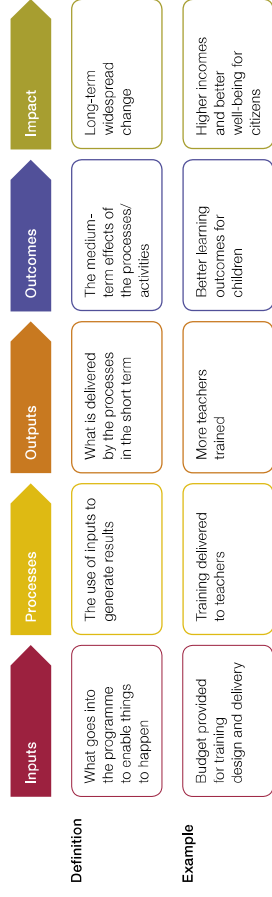 Inputs
Processes
Outputs
Outcomes
Impact
Definition
What goes into
the programme
to enable things
to happen
The use of inputs to
generate results
What is delivered
by the processes
in the short term
The medium-
term effects of
the processes/
activities
Long-term
widespread
change
Example
Budget provided
for training
design and delivery
Training delivered
to teachers
More teachers
trained
Better learning
outcomes for
children
Higher incomes
and better
well-being for
citizens